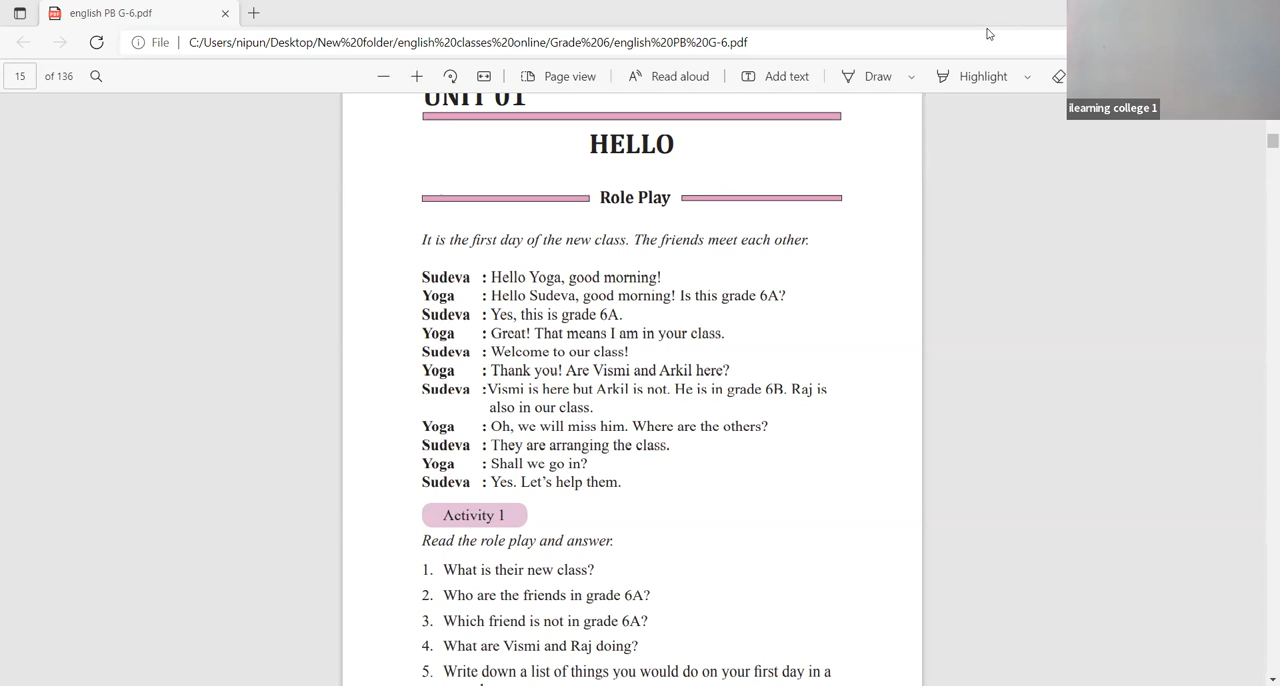 english PB G-6.pdf
File
C:/Users/nipun/Desktop/New%20folder/english%20classes%20online/Grade%206/english%20PB%20G-6.pdf
15 of 136
Page view
Read aloud
Add text
Draw
Highlight
ilearning college 1
UNIT 01
HELLO
Role Play
It is the first day of the new class. The friends meet each other.
Sudeva : Hello Yoga, good morning!
Yoga : Hello Sudeva, good morning! Is this grade 6A?
Sudeva : Yes, this is grade 6A.
Yoga : Great! That means I am in your class.
Sudeva : Welcome to our class!
Yoga : Thank you! Are Vismi and Arkil here?
Sudeva :Vismi is here but Arkil is not. He is in grade 6B. Raj is
also in our class.
Yoga : Oh, we will miss him. Where are the others?
Sudeva : They are arranging the class.
Yoga : Shall we go in?
Sudeva : Yes. Let's help them.
Activity 1
Read the role play and answer.
1. What is their new class?
2. Who are the friends in grade 6A?
3. Which friend is not in grade 6A?
4. What are Vismi and Raj doing?
5. Write down a list of things you would do on your first day in a